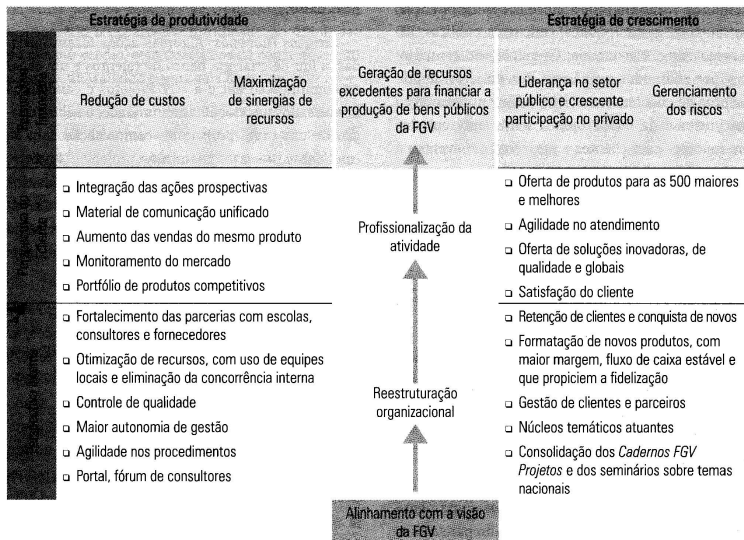 Estratégia de produtividade
Estratégia de crescimento
Redução de custos
Maximização
de sinergias de
recursos
Geração de recursos
excedentes para financiar a
produção de bens públicos
da FGV
Liderança no setor
público e crescente
participação no privado
Gerenciamento
dos riscos
Integração das ações prospectivas
Material de comunicação unificado
Aumento das vendas do mesmo produto
Monitoramento do mercado
Portfólio de produtos competitivos
Profissionalização da
atividade
Oferta de produtos para as 500 maiores
e melhores
Agilidade no atendimento
Oferta de soluções inovadoras, de
qualidade e globais
Satisfação do cliente
Fortalecimento das parcerias com escolas,
consultores e fornecedores
Otimização de recursos, com uso de equipes
locais e eliminação da concorrência interna
Controle de qualidade
Maior autonomia de gestão
Agilidade nos procedimentos
Portal, fórum de consultores
Reestruturação
organizacional
Retenção de clientes e conquista de novos
Formatação de novos produtos, com
maior margem, fluxo de caixa estável e
que propiciem a fidelização
Gestão de clientes e parceiros
Núcleos temáticos atuantes
Consolidação dos Cadernos FGV
Projetos e dos seminários sobre temas
nacionais
Alinhamento com a visão
da FGV